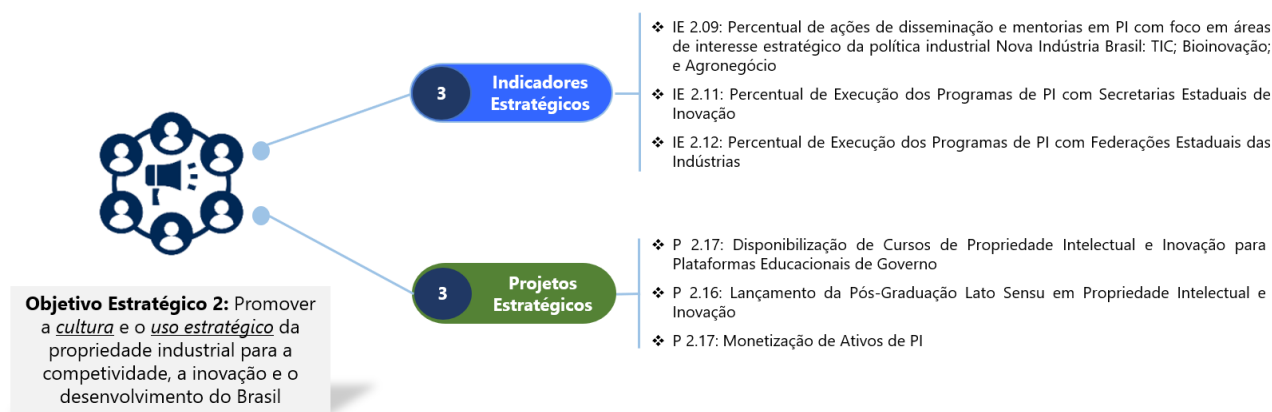 ❖ IE 2.09: Percentual de ações de disseminação e mentorias em PI com foco em áreas
de interesse estratégico da política industrial Nova Indústria Brasil: TIC; Bioinovação;
e Agronegócio
❖ IE 2.11: Percentual de Execução dos Programas de PI com Secretarias Estaduais de
Inovação
❖ IE 2.12: Percentual de Execução dos Programas de PI com Federações Estaduais das
Indústrias
3
Indicadores
Estratégicos
❖ P 2.17: Disponibilização de Cursos de Propriedade Intelectual e Inovação para
Plataformas Educacionais de Governo
❖ P 2.16: Lançamento da Pós-Graduação Lato Sensu em Propriedade Intelectual e
Inovação
❖ P 2.17: Monetização de Ativos de PI
3
Projetos
Estratégicos
Objetivo Estratégico 2: Promover
a cultura e o uso estratégico da
propriedade industrial para a
competividade, a inovação e o
desenvolvimento do Brasil